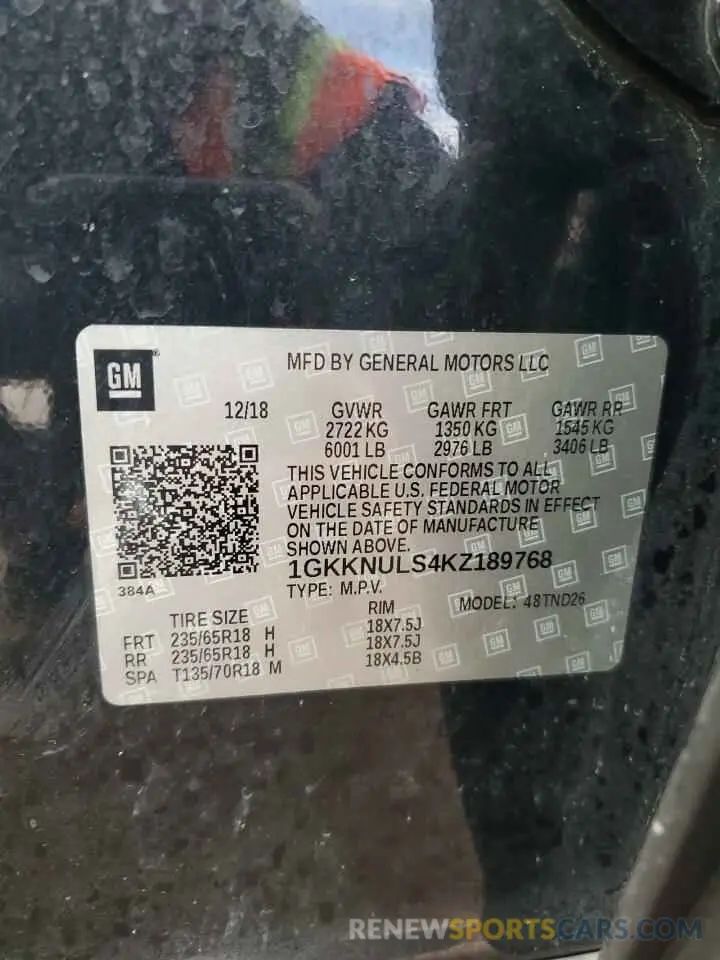 GM
MFD BY GENERAL MOTORS LLC
12/18 GVWR GAWR FRT GAWR RR
2722 KG 1350 KG 1545 KG
6001 LB 2976 LB 3406 LB
THIS VEHICLE CONFORMS TO ALL
APPLICABLE U.S. FEDERAL MOTOR
VEHICLE SAFETY STANDARDS IN EFFECT
ON THE DATE OF MANUFACTURE
SHOWN ABOVE.
1GKKNULS4KZ189768
384A TYPE: M.P.V.
MODEL: 48TND26
TIRE SIZE RIM
FRT 235/65R18 H 18X7.5J
RR 235/65R18 H 18X7.5J
SPA T135/70R18 M 18X4.5B
RENEWSPORTSCARS.COM